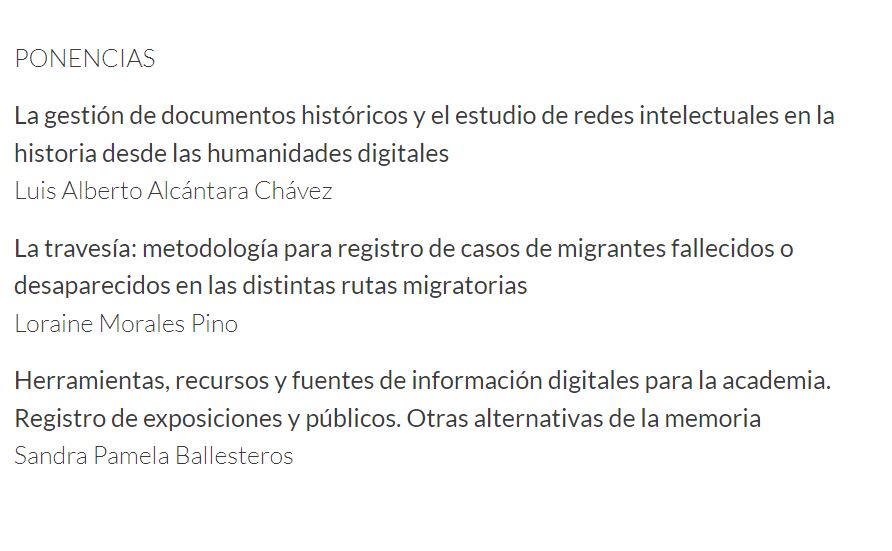 PONENCIAS
La gestión de documentos históricos y el estudio de redes intelectuales en la
historia desde las humanidades digitales
Luis Alberto Alcántara Chávez
La travesía: metodología para registro de casos de migrantes fallecidos o
desaparecidos en las distintas rutas migratorias
Loraine Morales Pino
Herramientas, recursos y fuentes de información digitales para la academia.
Registro de exposiciones y públicos. Otras alternativas de la memoria
Sandra Pamela Ballesteros